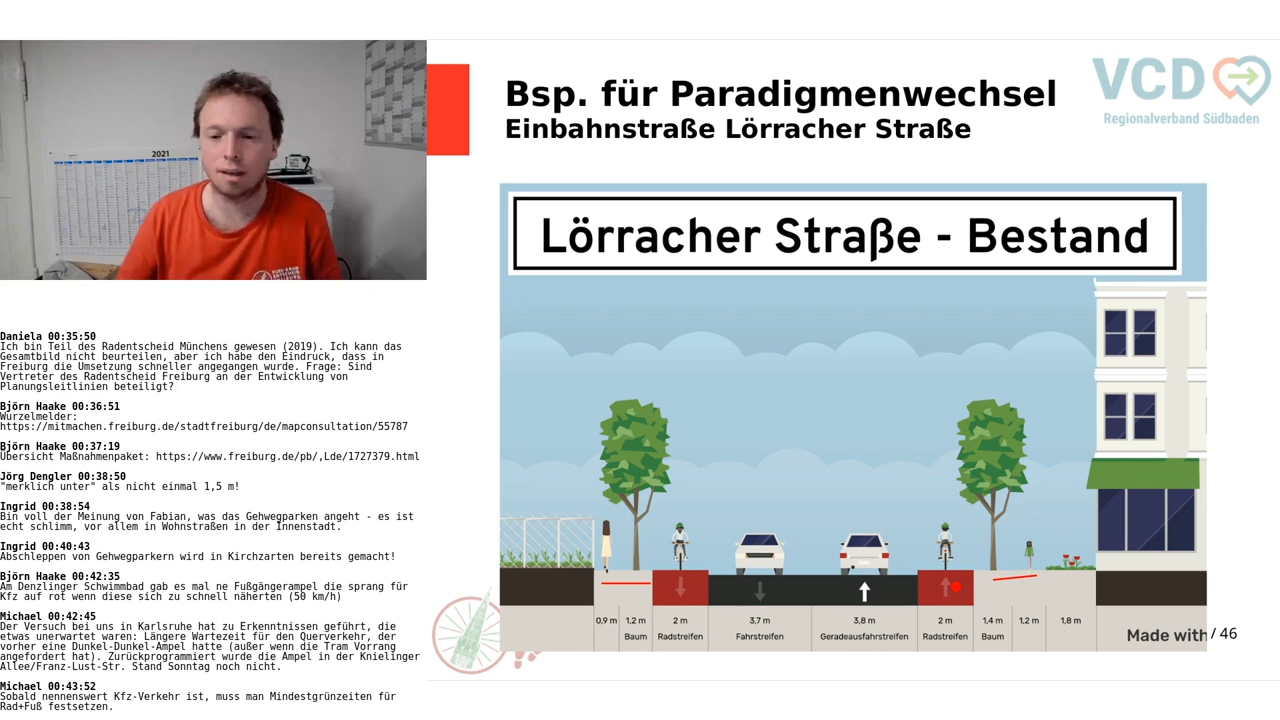 2021
FUSS+RAD
ENTSCHEID
Daniela 00:35:50
Ich bin Teil des Radentscheid Münchens gewesen (2019). Ich kann das
Gesamtbild nicht beurteilen, aber ich habe den Eindruck, dass in
Freiburg die Umsetzung schneller angegangen wurde. Frage: Sind
Vertreter des Radentscheid Freiburg an der Entwicklung von
Planungsleitlinien beteiligt?
Björn Haake 00:36:51
Wurzelmelder:
https://mitmachen.freiburg.de/stadtfreiburg/de/mapconsultation/55787
Björn Haake 00:37:19
Übersicht Maßnahmenpaket: https://www.freiburg.de/pb/,Lde/1727379.html
Jörg Dengler 00:38:50
"merklich unter" als nicht einmal 1,5 m!
Ingrid 00:38:54
Bin voll der Meinung von Fabian, was das Gehwegparken angeht - es ist
echt schlimm, vor allem in Wohnstraßen in der Innenstadt.
Ingrid 00:40:43
Abschleppen von Gehwegparkern wird in Kirchzarten bereits gemacht!
Björn Haake 00:42:35
Am Denzlinger Schwimmbad gab es mal ne Fußgängerampel die sprang für
Kfz auf rot wenn diese sich zu schnell näherten (50 km/h)
Michael 00:42:45
Der Versuch bei uns in Karlsruhe hat zu Erkenntnissen geführt, die
etwas unerwartet waren: Längere Wartezeit für den Querverkehr, der
vorher eine Dunkel-Dunkel-Ampel hatte (außer wenn die Tram Vorrang
angefordert hat). Zurückprogrammiert wurde die Ampel in der Knielinger
Allee/Franz-Lust-Str. Stand Sonntag noch nicht.
Michael 00:43:52
Sobald nennenswert Kfz-Verkehr ist, muss man Mindestgrünzeiten für
Rad+Fuß festsetzen.
Bsp. für Paradigmenwechsel
Einbahnstraße Lörracher Straße
VCD
Regionalverband Südbaden
Lörracher Straße - Bestand
0.9 m 1.2 m 2 m 3.7 m 3.8 m 2 m 1.4 m 1.2 m 1.8 m
Baum Radstreifen Fahrstreifen Geradeausfahrstreifen Radstreifen Baum
Made with
/ 46